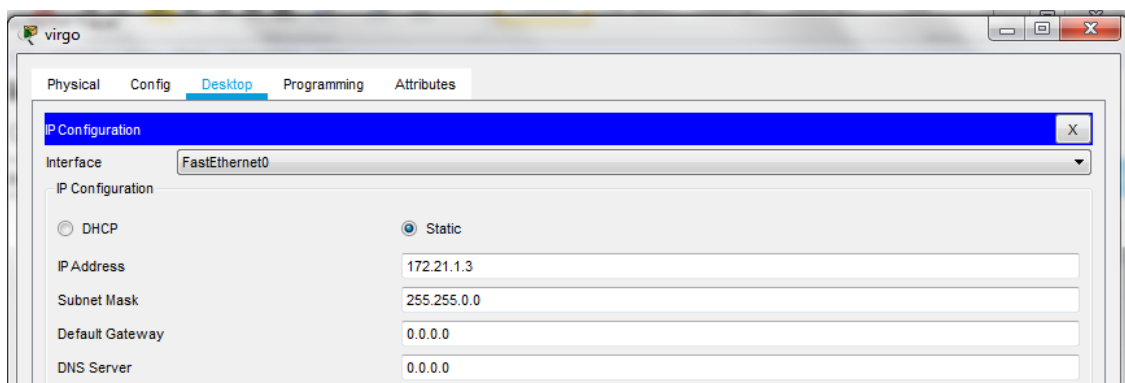 virgo
Physical Config Desktop Programming Attributes
IP Configuration X
Interface FastEthernet0
IP Configuration
DHCP Static
IP Address 172.21.1.3
Subnet Mask 255.255.0.0
Default Gateway 0.0.0.0
DNS Server 0.0.0.0